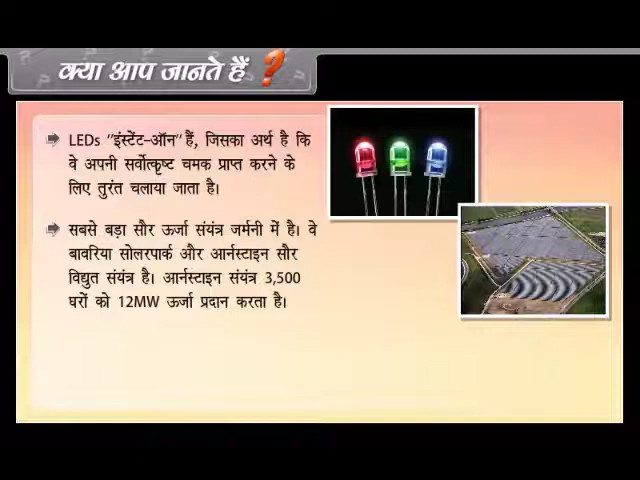 क्या आप जानते हैं ?
LEDs "इंस्टेंट-ऑन" हैं, जिसका अर्थ है कि
वे अपनी सर्वोत्कृष्ट चमक प्राप्त करने के
लिए तुरंत चलाया जाता है।
सबसे बड़ा सौर ऊर्जा संयंत्र जर्मनी में है। वे
बावरिया सोलरपार्क और आर्नस्टाइन सौर
विद्युत संयंत्र है। आर्नस्टाइन संयंत्र 3,500
घरों को 12MW ऊर्जा प्रदान करता है।